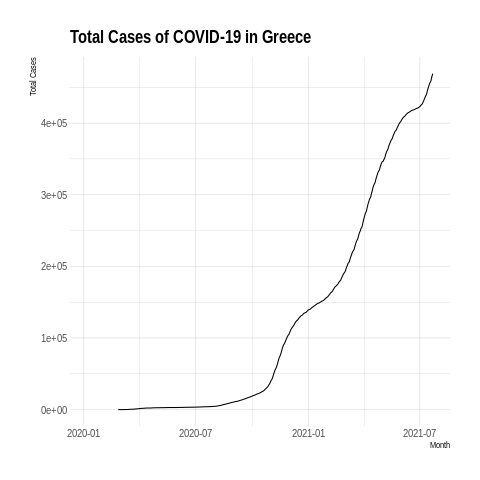 Total Cases of COVID-19 in Greece
Total Cases
4e+05
3e+05
2e+05
1e+05
0e+00
2020-01 2020-07 2021-01 2021-07
Month